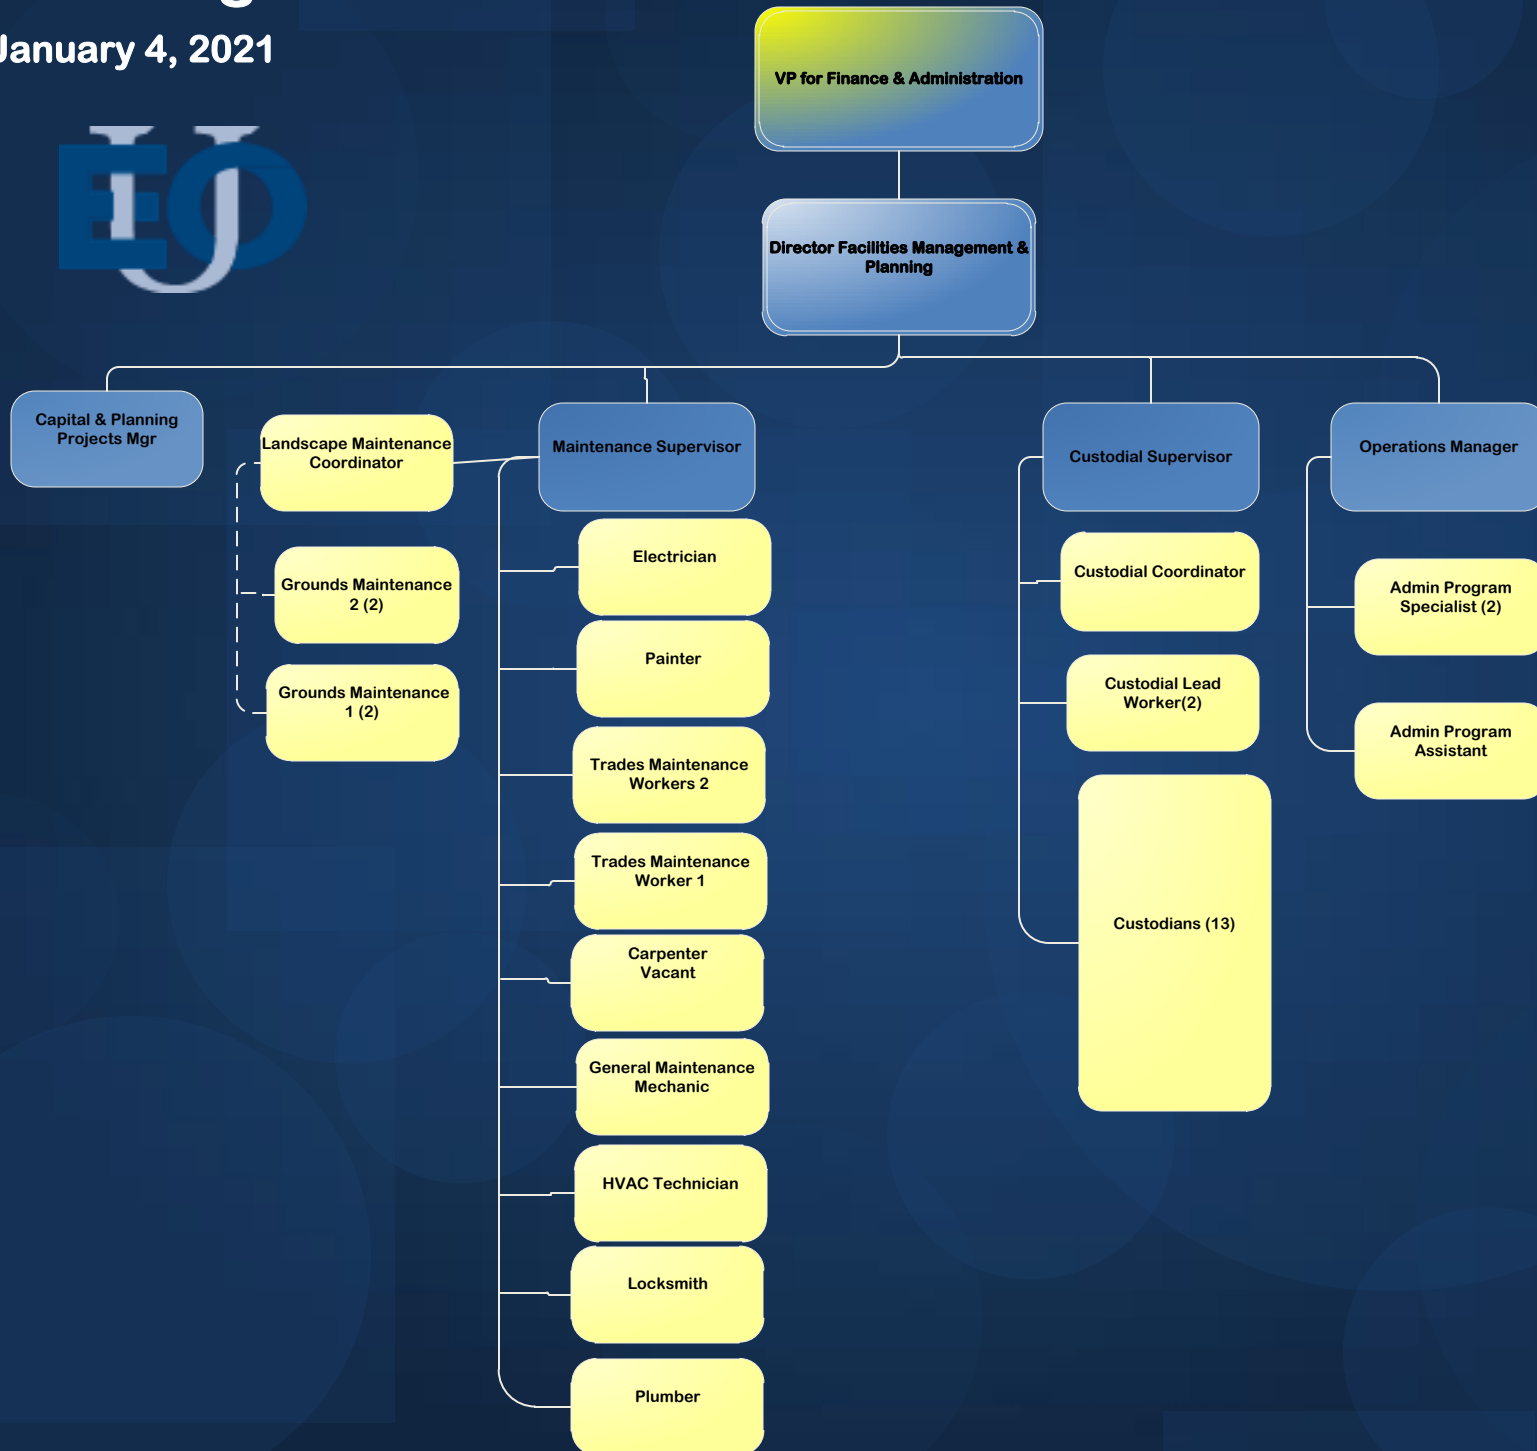 January 4, 2021
EOU
VP for Finance & Administration
Director Facilities Management &
Planning
Capital & Planning
Projects Mgr
Landscape Maintenance
Coordinator
Grounds Maintenance
2 (2)
Grounds Maintenance
1 (2)
Maintenance Supervisor
Electrician
Painter
Trades Maintenance
Workers 2
Trades Maintenance
Worker 1
Carpenter
Vacant
General Maintenance
Mechanic
HVAC Technician
Locksmith
Plumber
Custodial Supervisor
Custodial Coordinator
Custodial Lead
Worker(2)
Custodians (13)
Operations Manager
Admin Program
Specialist (2)
Admin Program
Assistant